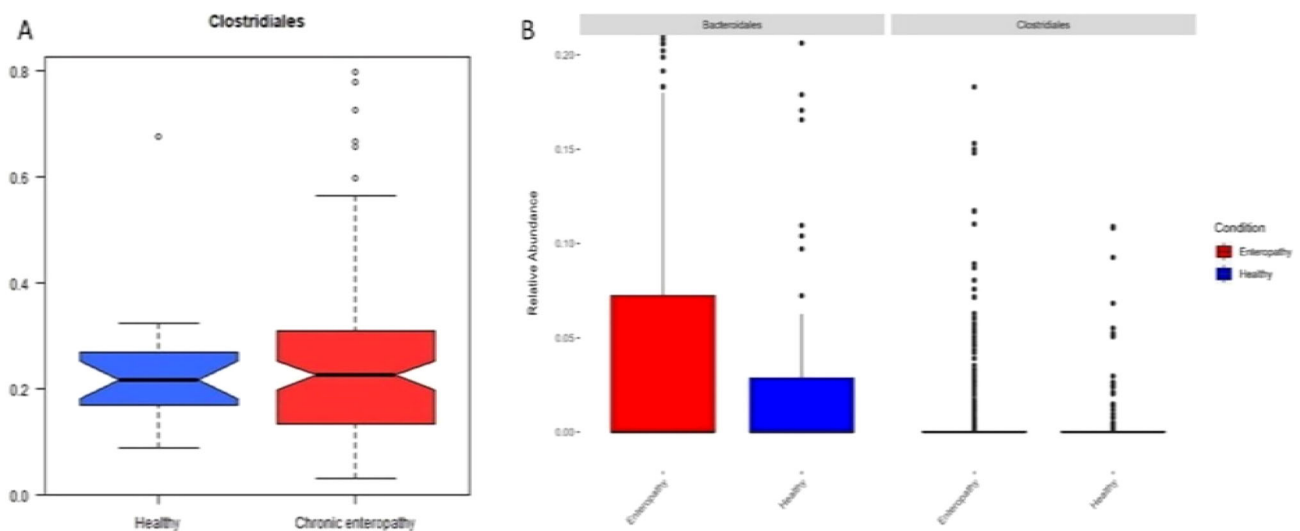 A
Clostridiales
0.8
0.6
0.4
0.2
0.0
Healthy
Chronic enteropathy
B
Bacteroidales
Clostridiales
Relative Abundance
0.20
0.15
0.10
0.05
0.00
Enteropathy
Healthy
Enteropathy
Healthy
Condition
Enteropathy
Healthy